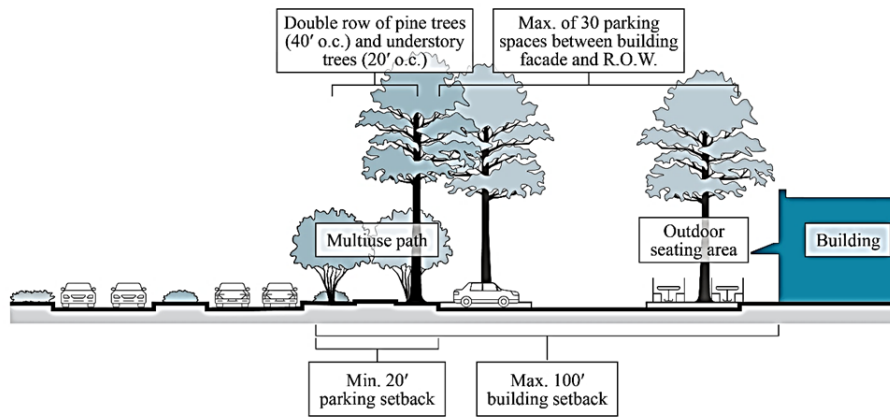 Double row of pine trees
(40′ o.c.) and understory
trees (20′ o.c.)
Max. of 30 parking
spaces between building
facade and R.O.W.
Multiuse path
Outdoor
seating area
Building
Min. 20′
parking setback
Max. 100′
building setback